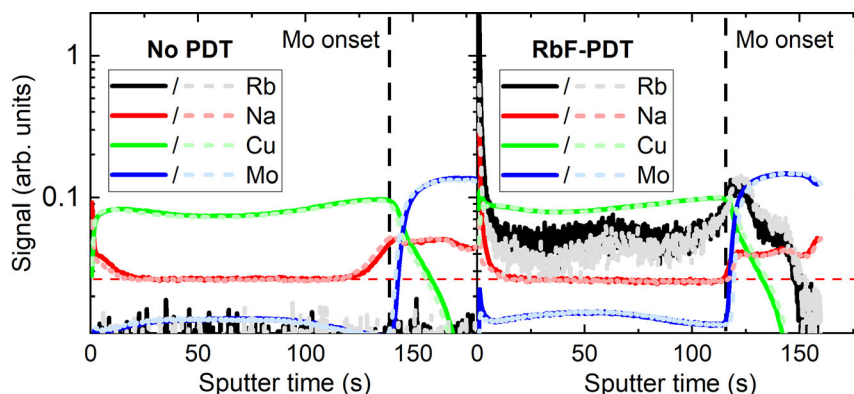 No PDT
Mo onset
/ Rb
/ Na
/ Cu
/ Mo
RbF-PDT
Mo onset
/ Rb
/ Na
/ Cu
/ Mo
Signal (arb. units)
1
0.1
0 50 100 150
0 50 100 150
Sputter time (s)
Sputter time (s)